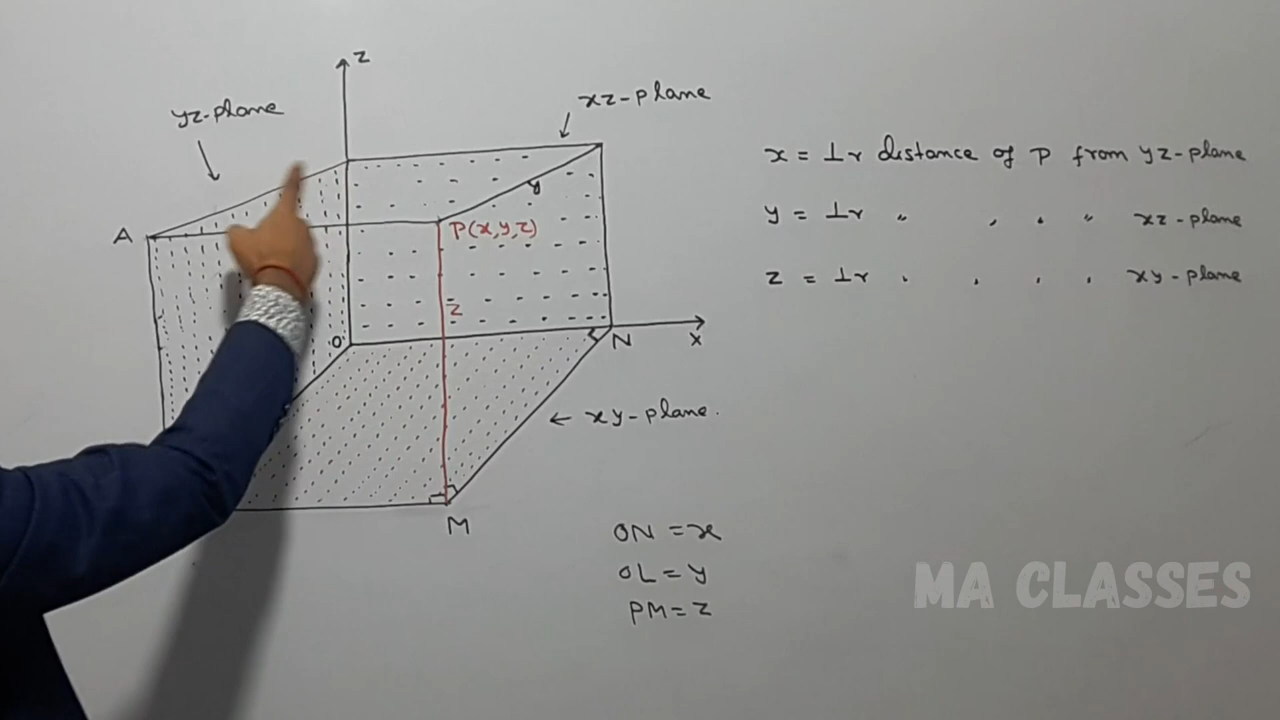 z
yz-plane
xz-plane
A
y
P(x,y,z)
z
O
N
x
← xy-plane.
M
x = ⊥r distance of P from yz-plane
y = ⊥r " , . " xz-plane
z = ⊥r . . , , xy-plane
ON = x
OL = y
PM = z
MA CLASSES